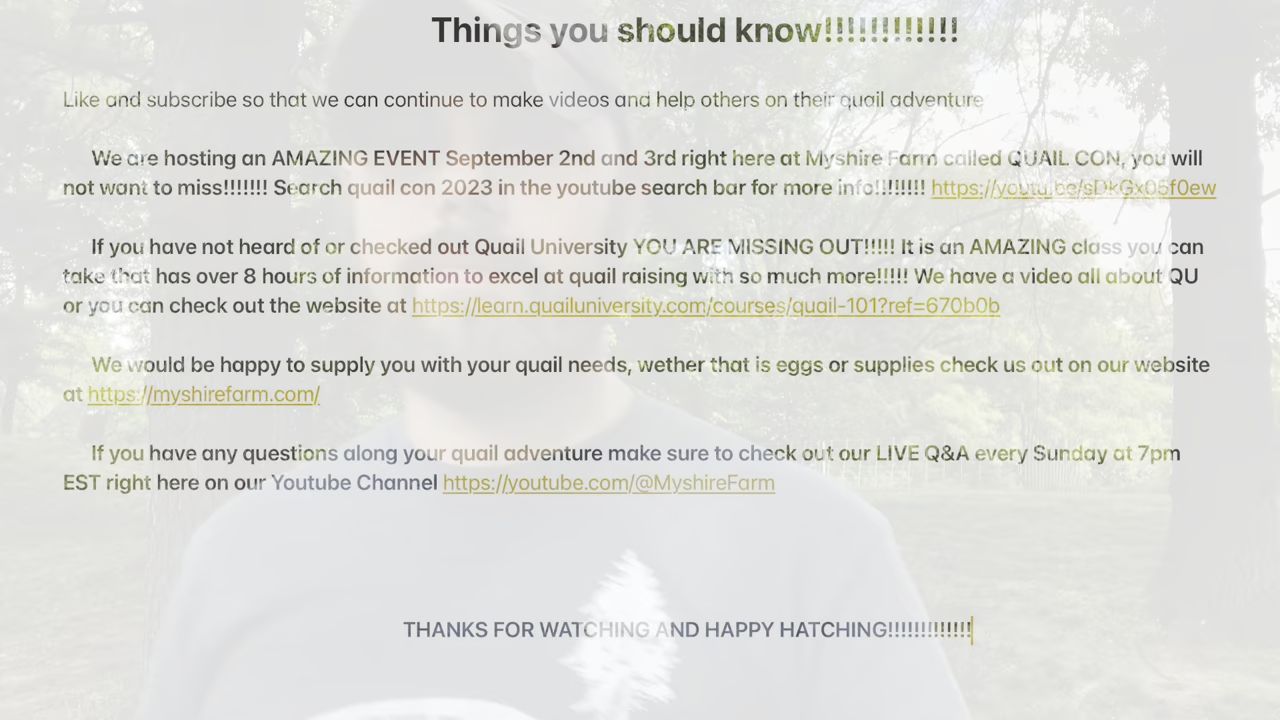 Things you should know!!!!!!!!!!!!
Like and subscribe so that we can continue to make videos and help others on their quail adventure
We are hosting an AMAZING EVENT September 2nd and 3rd right here at Myshire Farm called QUAIL CON, you will
not want to miss!!!!!!! Search quail con 2023 in the youtube search bar for more info!!!!!!!! https://youtu.be/sDkGx05f0ew
If you have not heard of or checked out Quail University YOU ARE MISSING OUT!!!!! It is an AMAZING class you can
take that has over 8 hours of information to excel at quail raising with so much more!!!!! We have a video all about QU
or you can check out the website at https://learn.quailuniversity.com/courses/quail-101?ref=670b0b
We would be happy to supply you with your quail needs, wether that is eggs or supplies check us out on our website
at https://myshirefarm.com/
If you have any questions along your quail adventure make sure to check out our LIVE Q&A every Sunday at 7pm
EST right here on our Youtube Channel https://youtube.com/@MyshireFarm
THANKS FOR WATCHING AND HAPPY HATCHING!!!!!!!!!!!!!